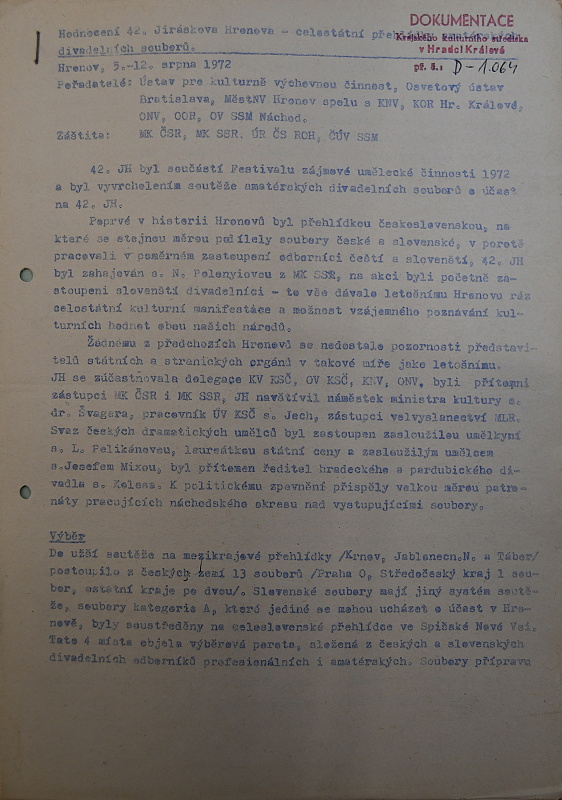 DOKUMENTACE
Krajského kulturního střediska
v Hradci Králové
př. č.: D-1.064
Hodnocení 42. Jiráskova Hronova - celostátní přehlídky amatérských
divadelních souborů.
Hronov, 5.-12. srpna 1972
Pořadatelé: Ústav pro kulturně výchovnou činnost, Osvetový ústav
Bratislava, MěstNV Hronov spolu s KNV, KOR Hr. Králové,
ONV, OOR, OV SSM Náchod.
Záštita: MK ČSR, MK SSR. ÚR ČS ROH, ČÚV SSM
42. JH byl součástí Festivalu zájmové umělecké činnosti 1972
a byl vyvrcholením soutěže amatérských divadelních souborů o účast
na 42. JH.
Poprvé v historii Hronovů byl přehlídkou československou, na
které se stejnou měrou podílely soubory české a slovenské, v porotě
pracovali v poměrném zastoupení odborníci čeští a slovenští, 42. JH
byl zahajován s. N. Polonyiovou z MK SSR, na akci byli početně za-
stoupeni slovenští divadelníci - to vše dávalo letošnímu Hronovu ráz
celostátní kulturní manifestace a možnost vzájemného poznávání kul-
turních hodnot obou našich národů.
Žádnému z předchozích Hronovů se nedostalo pozornosti představi-
telů státních a stranických orgánů v takové míře jako letošnímu.
JH se zúčastňovala delegace KV KSČ, OV KSČ, KNV, ONV, byli přítomni
zástupci MK ČSR i MK SSR, JH navštívil náměstek ministra kultury s.
dr. Švagera, pracovník ÚV KSČ s. Jech, zástupci velvyslanectví MLR.
Svaz českých dramatických umělců byl zastoupen zasloužilou umělkyní
s. L. Pelikánovou, laureátkou státní ceny a zasloužilým umělcem
s.Josefem Mixou, byl přítomen ředitel hradeckého a pardubického di-
vadla s. Koless. K politickému zpevnění přispěly velkou měrou patro-
náty pracujících náchodského okresu nad vystupujícími soubory.
Výběr
Do užší soutěže na mezikrajové přehlídky /Krnov, Jablonecn.N. a Tábor/
postoupilo z českých zemí 13 souborů /Praha 0, Středočeský kraj 1 sou-
bor, ostatní kraje po dvou/. Slovenské soubory mají jiný systém soutě-
že, soubory kategorie A, které jedině se mohou ucházet o účast v Hro-
nově, byly soustředěny na celoslovenské přehlídce ve Spišské Nové Vsi.
Tato 4 místa objela výběrová porota, složená z českých a slovenských
divadelních odborníků profesionálních i amatérských. Soubory připravu